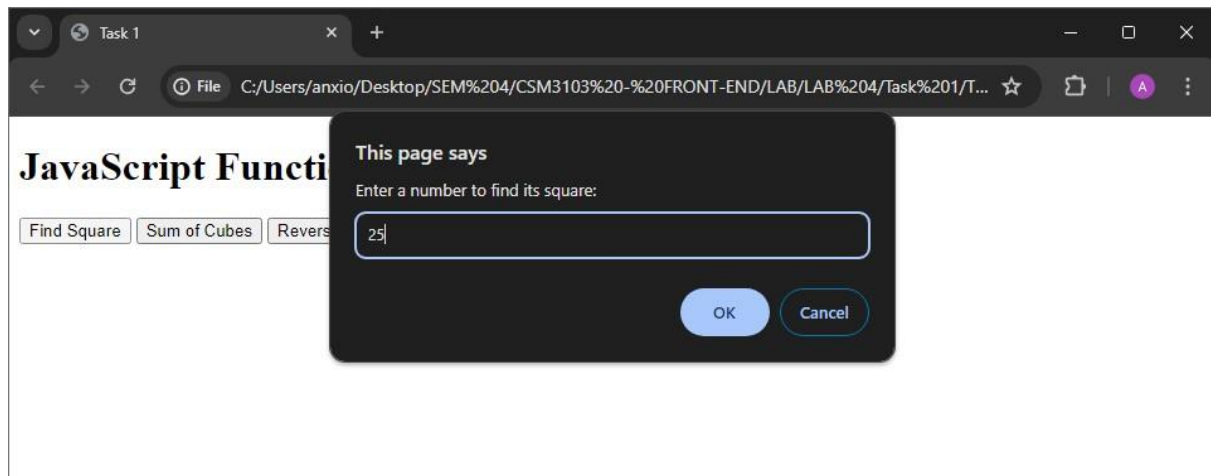 Task 1
File C:/Users/anxio/Desktop/SEM%204/CSM3103%20-%20FRONT-END/LAB/LAB%204/Task%201/T...
A
This page says
Enter a number to find its square:
25
OK Cancel
JavaScript Functi
Find Square Sum of Cubes Revers